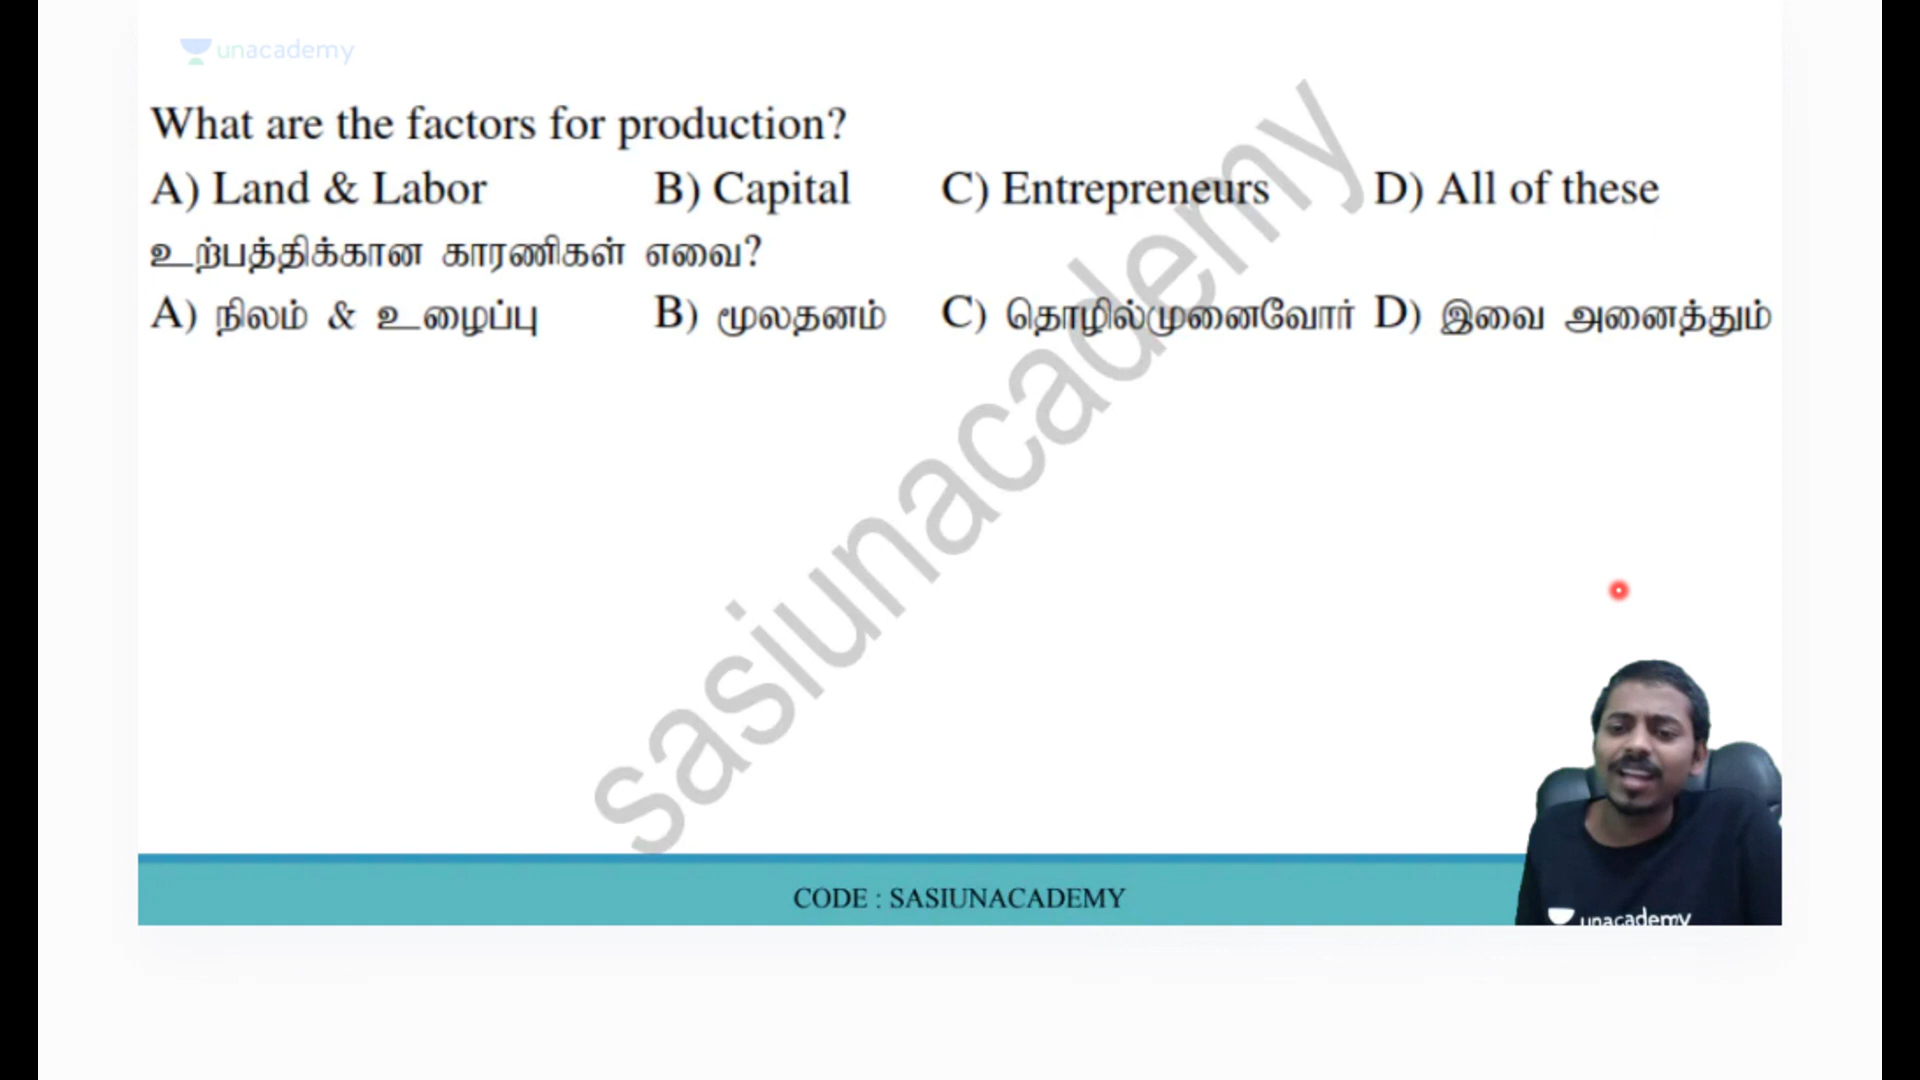 unacademy
What are the factors for production?
A) Land & Labor B) Capital C) Entrepreneurs D) All of these
உற்பத்திக்கான காரணிகள் எவை?
A) நிலம் & உழைப்பு B) மூலதனம் C) தொழில்முனைவோர் D) இவை அனைத்தும்
sasiunacademy
CODE : SASIUNACADEMY
unacademy